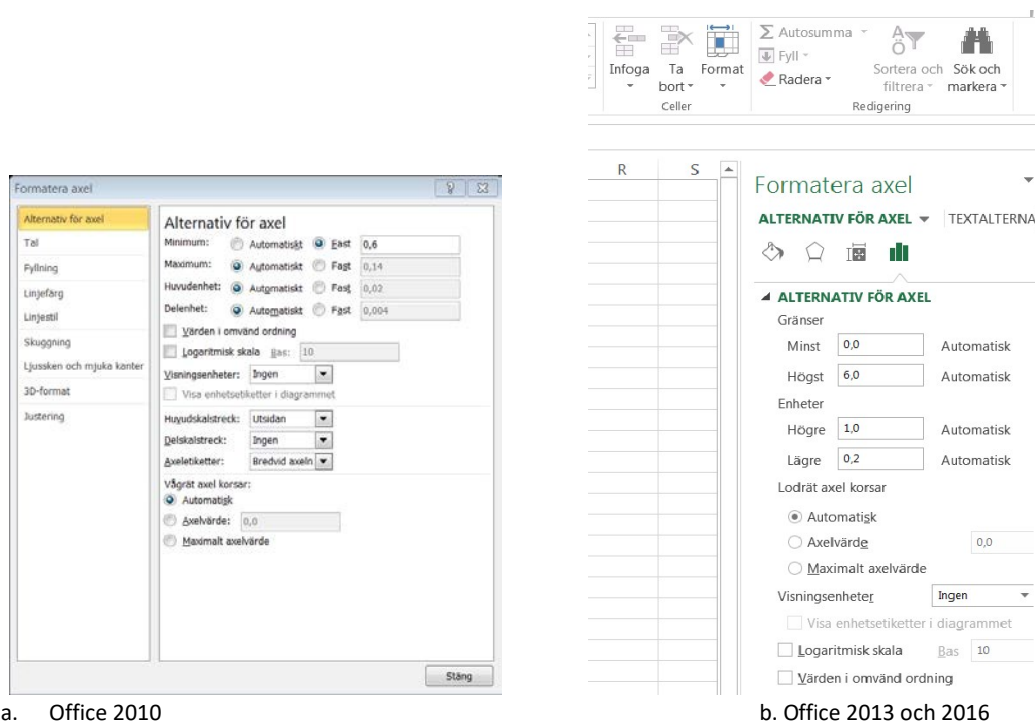 Σ Autosumma
Fyll
Radera
Infoga Ta bort Format
Sortera och filtrera
Sök och markera
Celler
Redigering
R S
Formatera axel
Alternativ för axel
Tal
Fyllning
Linjefärg
Linjestil
Skuggning
Ljussken och mjuka kanter
3D-format
Justering
Alternativ för axel
Minimum: Automatiskt Fast 0,6
Maximum: Automatiskt Fast 0,14
Huvudenhet: Automatiskt Fast 0,02
Delenhet: Automatiskt Fast 0,004
Värden i omvänd ordning
Logaritmisk skala Bas: 10
Visningsenheter: Ingen
Visa enhetsetiketter i diagrammet
Huvudskalstreck: Utsidan
Delskalstreck: Ingen
Axeletiketter: Bredvid axeln
Vågrät axel korsar:
Automatisk
Axelvärde: 0,0
Maximalt axelvärde
Stäng
a. Office 2010
Formatera axel
ALTERNATIV FÖR AXEL TEXTALTERNA
ALTERNATIV FÖR AXEL
Gränser
Minst 0,0 Automatisk
Högst 6,0 Automatisk
Enheter
Högre 1,0 Automatisk
Lägre 0,2 Automatisk
Lodrät axel korsar
Automatisk
Axelvärde 0,0
Maximalt axelvärde
Visningsenheter Ingen
Visa enhetsetiketter i diagrammet
Logaritmisk skala Bas 10
Värden i omvänd ordning
b. Office 2013 och 2016